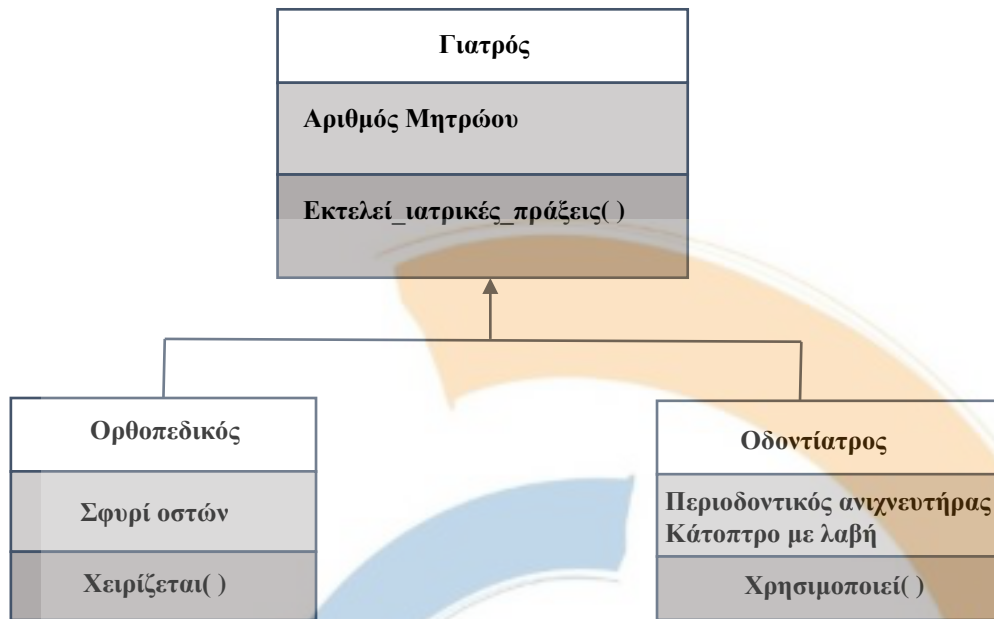 Γιατρός
Αριθμός Μητρώου
Εκτελεί_ιατρικές_πράξεις( )
Ορθοπεδικός
Σφυρί οστών
Χειρίζεται( )
Οδοντίατρος
Περιοδοντικός ανιχνευτήρας
Κάτοπτρο με λαβή
Χρησιμοποιεί( )